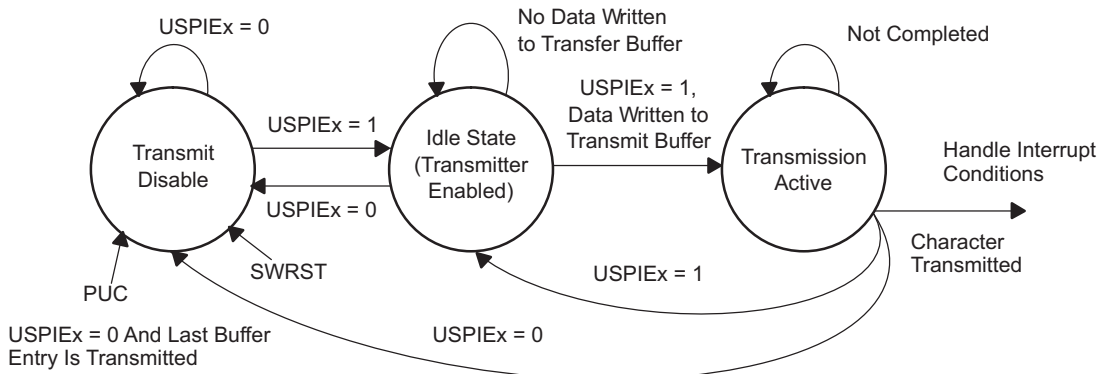 USPIEx = 0
No Data Written
to Transfer Buffer
Not Completed
USPIEx = 1,
Data Written to
Transmit Buffer
USPIEx = 1
Transmit
Disable
Idle State
(Transmitter
Enabled)
Transmission
Active
Handle Interrupt
Conditions
USPIEx = 0
SWRST
PUC
USPIEx = 1
Character
Transmitted
USPIEx = 0 And Last Buffer
Entry Is Transmitted
USPIEx = 0